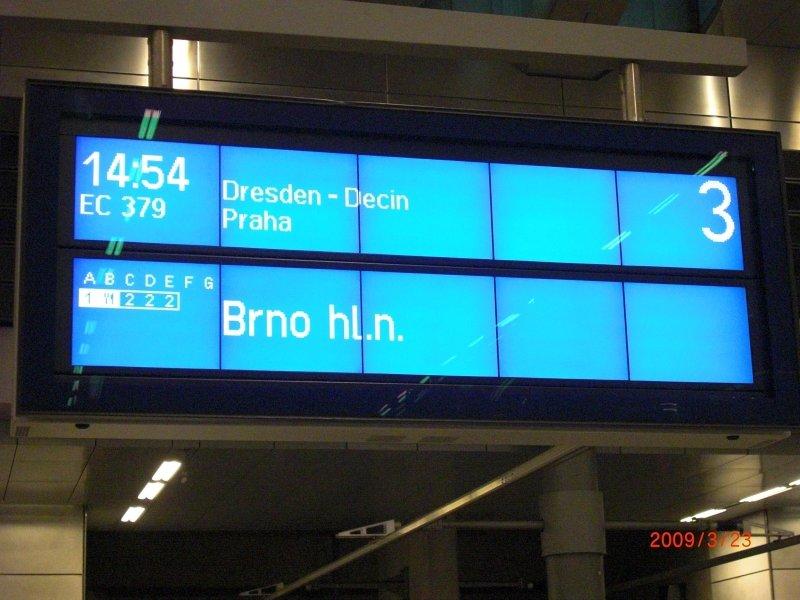 14.54
EC 379
Dresden - Decin
Praha
3
A B C D E F G
1 2 2 2
Brno hl.n.
2009/3/23